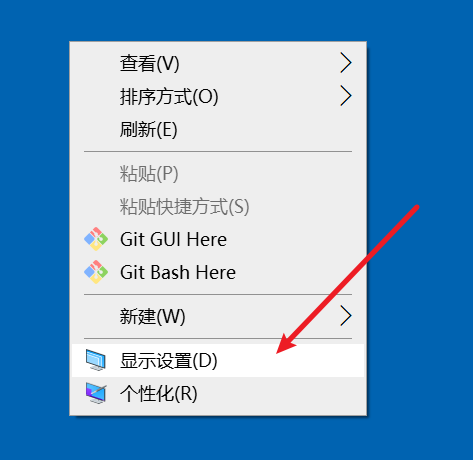 查看(V)
排序方式(O)
刷新(E)
粘贴(P)
粘贴快捷方式(S)
Git GUI Here
Git Bash Here
新建(W)
显示设置(D)
个性化(R)